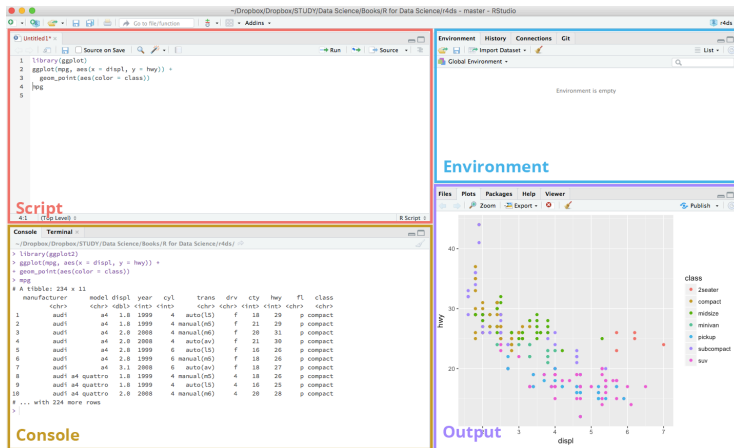 ~/Dropbox/Dropbox/STUDY/Data Science/Books/R for Data Science/r4ds - master - RStudio
Go to file/function Addins r4ds
Untitled1*
Source on Save Run Source
1 library(ggplot)
2 ggplot(mpg, aes(x = displ, y = hwy)) +
3 geom_point(aes(color = class))
4 mpg
5
Script
4:1 (Top Level) R Script
Console Terminal
~/Dropbox/Dropbox/STUDY/Data Science/Books/R for Data Science/r4ds/
> library(ggplot2)
> ggplot(mpg, aes(x = displ, y = hwy)) +
+ geom_point(aes(color = class))
> mpg
# A tibble: 234 x 11
manufacturer model displ year cyl trans drv cty hwy fl class
<chr> <chr> <dbl> <int> <int> <chr> <chr> <int> <int> <chr> <chr>
1 audi a4 1.8 1999 4 auto(l5) f 18 29 p compact
2 audi a4 1.8 1999 4 manual(m5) f 21 29 p compact
3 audi a4 2.0 2008 4 manual(m6) f 20 31 p compact
4 audi a4 2.0 2008 4 auto(av) f 21 30 p compact
5 audi a4 2.8 1999 6 auto(l5) f 16 26 p compact
6 audi a4 2.8 1999 6 manual(m5) f 18 26 p compact
7 audi a4 3.1 2008 6 auto(av) f 18 27 p compact
8 audi a4 quattro 1.8 1999 4 manual(m5) 4 18 26 p compact
9 audi a4 quattro 1.8 1999 4 auto(l5) 4 16 25 p compact
10 audi a4 quattro 2.0 2008 4 manual(m6) 4 20 28 p compact
# ... with 224 more rows
>
Console
Environment History Connections Git
Import Dataset List
Global Environment
Environment is empty
Environment
Files Plots Packages Help Viewer
Zoom Export Publish
hwy
40
30
20
3 4 5 6 7
displ
class
2seater
compact
midsize
minivan
pickup
subcompact
suv
Output